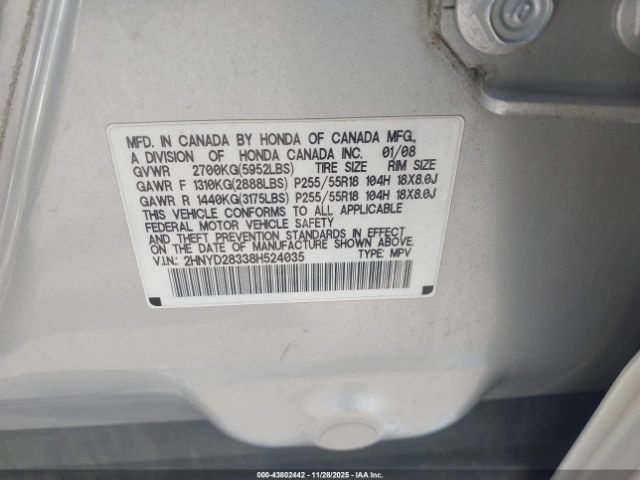 MFD. IN CANADA BY HONDA OF CANADA MFG.,
A DIVISION OF HONDA CANADA INC. 01/08
GVWR 2700KG(5952LBS) TIRE SIZE RIM SIZE
GAWR F 1310KG(2888LBS) P255/55R18 104H 18X8.0J
GAWR R 1440KG(3175LBS) P255/55R18 104H 18X8.0J
THIS VEHICLE CONFORMS TO ALL APPLICABLE
FEDERAL MOTOR VEHICLE SAFETY
AND THEFT PREVENTION STANDARDS IN EFFECT
ON THE DATE OF MANUFACTURE SHOWN ABOVE.
V.I.N.: 2HNYD28338H524035 TYPE: MPV
000-43802442 - 11/28/2025 - IAA Inc.